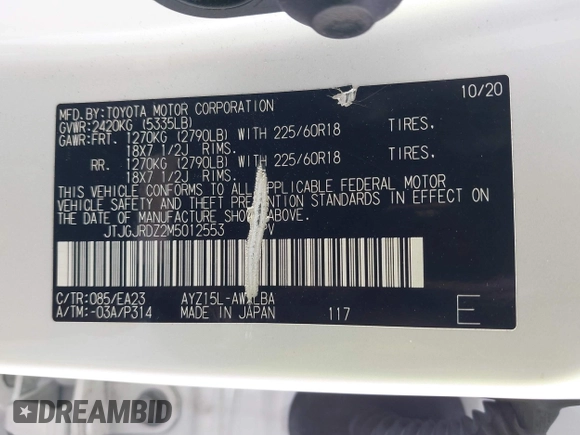 MFD.BY:TOYOTA MOTOR CORPORATION 10/20
GVWR:2420KG (5335LB)
GAWR:FRT. 1270KG (2790LB) WITH 225/60R18 TIRES.
18X7 1/2J RIMS.
RR. 1270KG (2790LB) WITH 225/60R18 TIRES.
18X7 1/2J RIMS.
THIS VEHICLE CONFORMS TO ALL APPLICABLE FEDERAL MOTOR
VEHICLE SAFETY AND THEFT PREVENTION STANDARDS IN EFFECT ON
THE DATE OF MANUFACTURE SHOWN ABOVE.
JTJGJRDZ2M5012553
C/TR:085/EA23 AYZ15L-AWXLBA
A/TM:-03A/P314 MADE IN JAPAN 117 E
DREAMBID